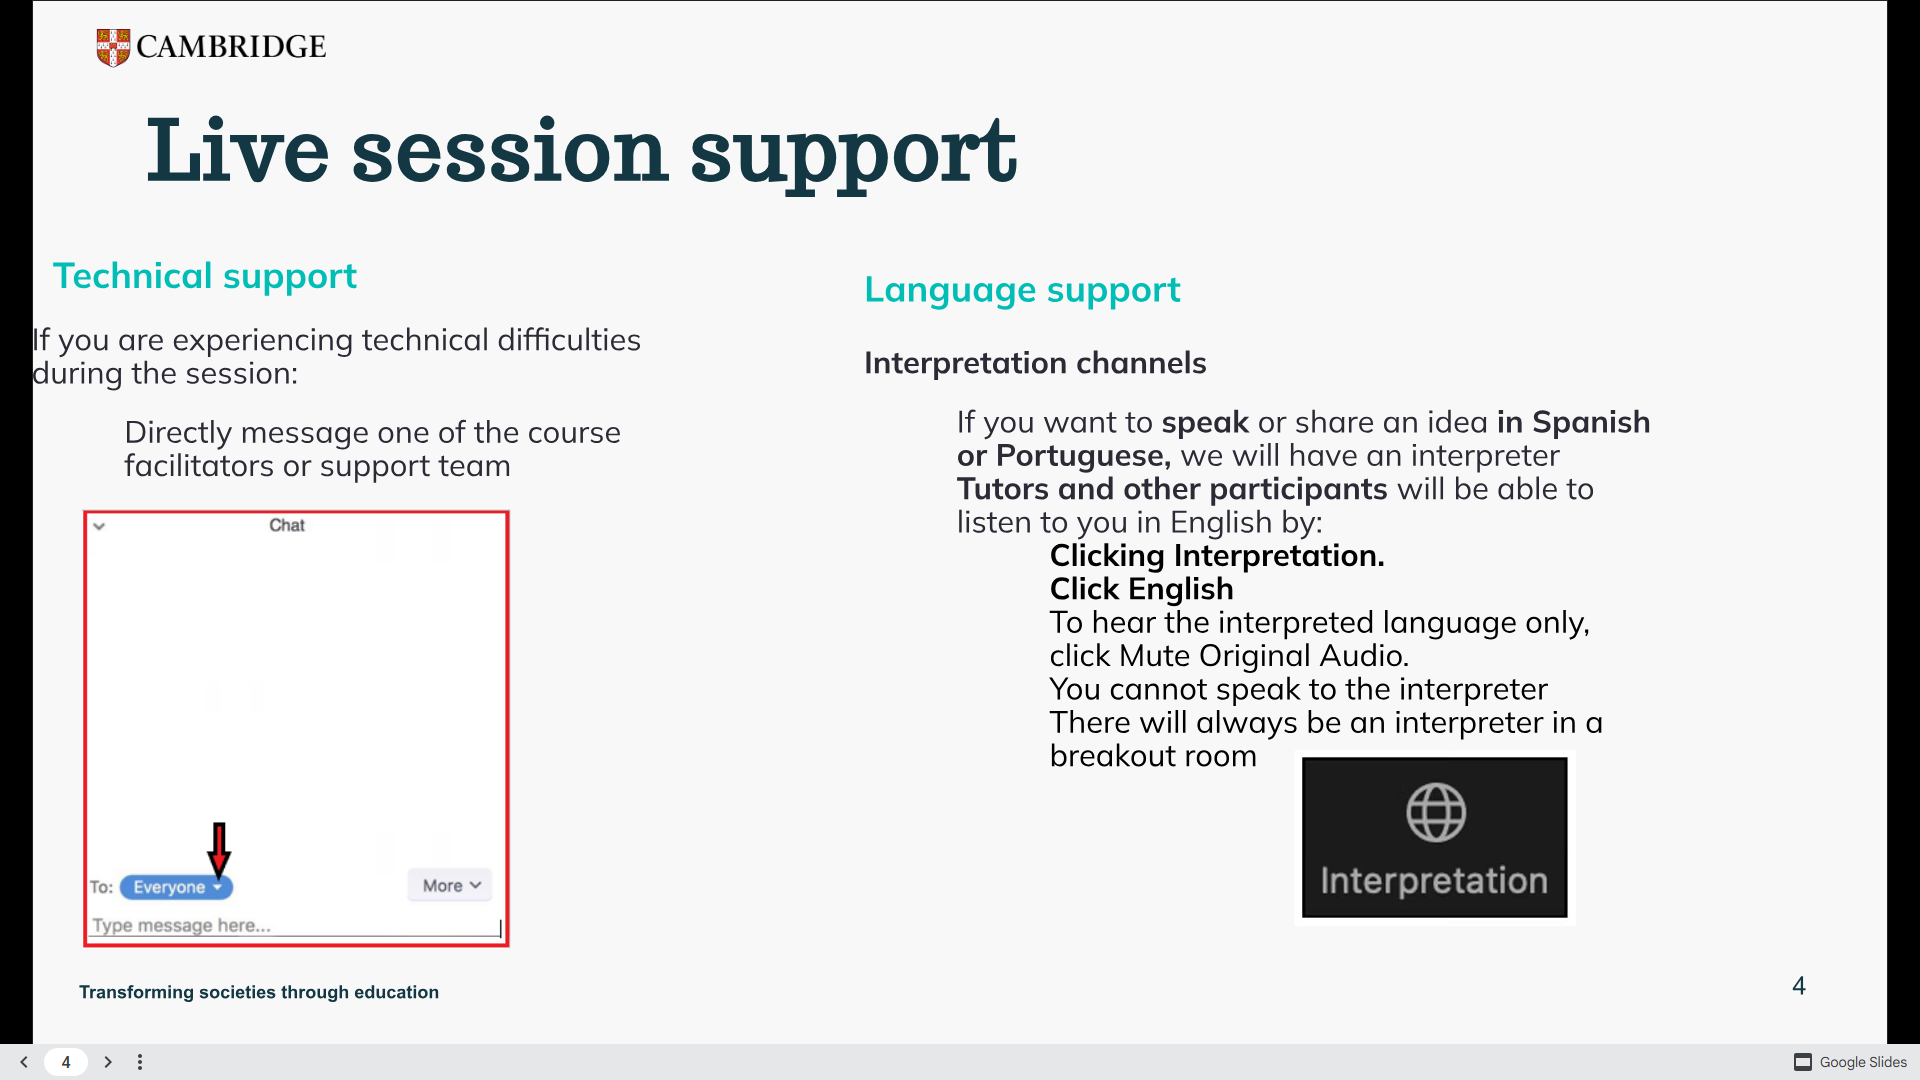 CAMBRIDGE
Live session support
Technical support
If you are experiencing technical difficulties
during the session:
Directly message one of the course
facilitators or support team
Chat
To: Everyone
More
Type message here...
Language support
Interpretation channels
If you want to speak or share an idea in Spanish
or Portuguese, we will have an interpreter
Tutors and other participants will be able to
listen to you in English by:
Clicking Interpretation.
Click English
To hear the interpreted language only,
click Mute Original Audio.
You cannot speak to the interpreter
There will always be an interpreter in a
breakout room
Interpretation
Transforming societies through education
4
4
Google Slides